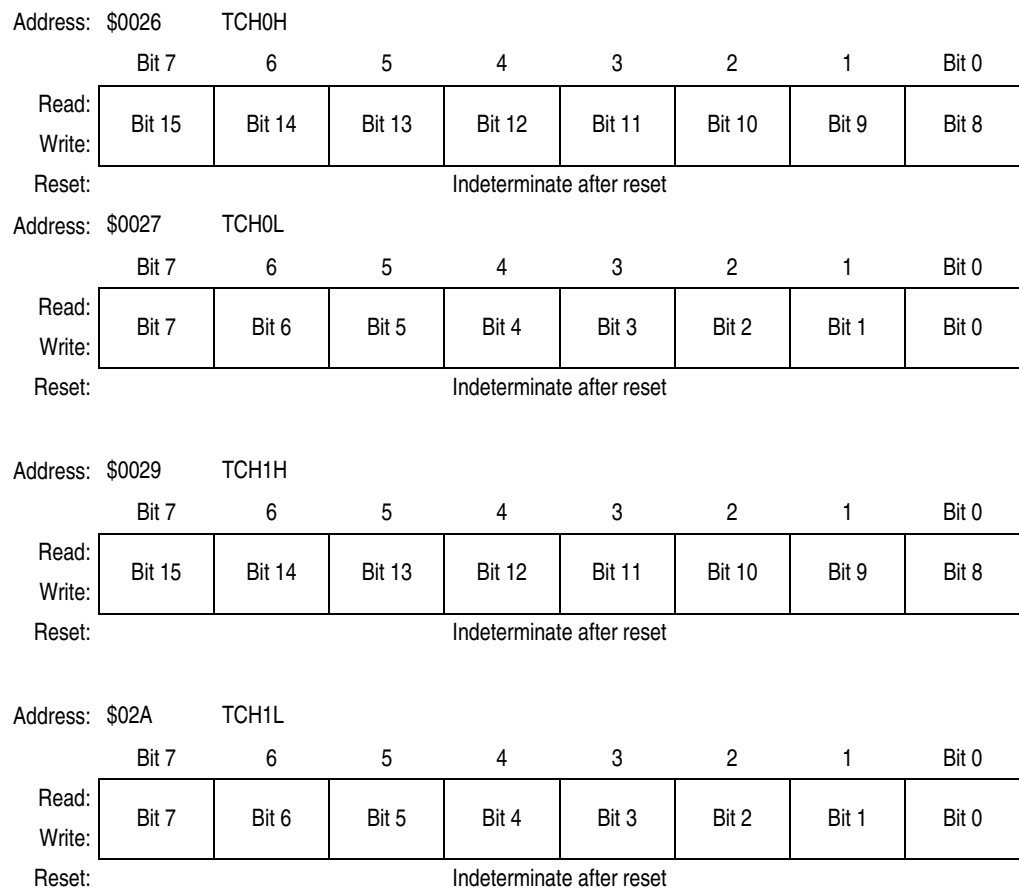 Address: $0026 TCH0H
Bit 7 6 5 4 3 2 1 Bit 0
Read:
Bit 15 Bit 14 Bit 13 Bit 12 Bit 11 Bit 10 Bit 9 Bit 8
Write:
Reset: Indeterminate after reset
Address: $0027 TCH0L
Bit 7 6 5 4 3 2 1 Bit 0
Read:
Bit 7 Bit 6 Bit 5 Bit 4 Bit 3 Bit 2 Bit 1 Bit 0
Write:
Reset: Indeterminate after reset
Address: $0029 TCH1H
Bit 7 6 5 4 3 2 1 Bit 0
Read:
Bit 15 Bit 14 Bit 13 Bit 12 Bit 11 Bit 10 Bit 9 Bit 8
Write:
Reset: Indeterminate after reset
Address: $02A TCH1L
Bit 7 6 5 4 3 2 1 Bit 0
Read:
Bit 7 Bit 6 Bit 5 Bit 4 Bit 3 Bit 2 Bit 1 Bit 0
Write:
Reset: Indeterminate after reset